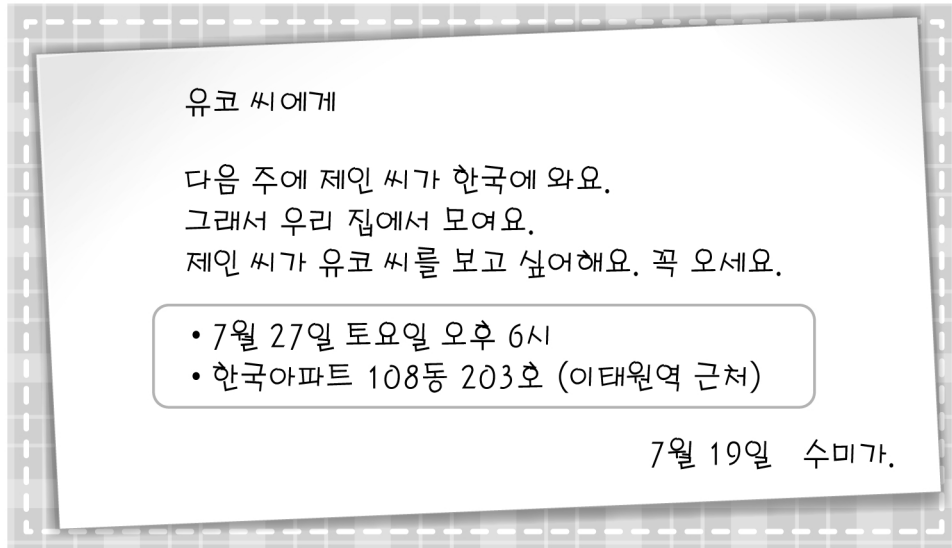 유코 씨에게
다음 주에 제인 씨가 한국에 와요.
그래서 우리 집에서 모여요.
제인 씨가 유코 씨를 보고 싶어해요. 꼭 오세요.
• 7월 27일 토요일 오후 6시
• 한국아파트 108동 203호 (이태원역 근처)
7월 19일 수미가.